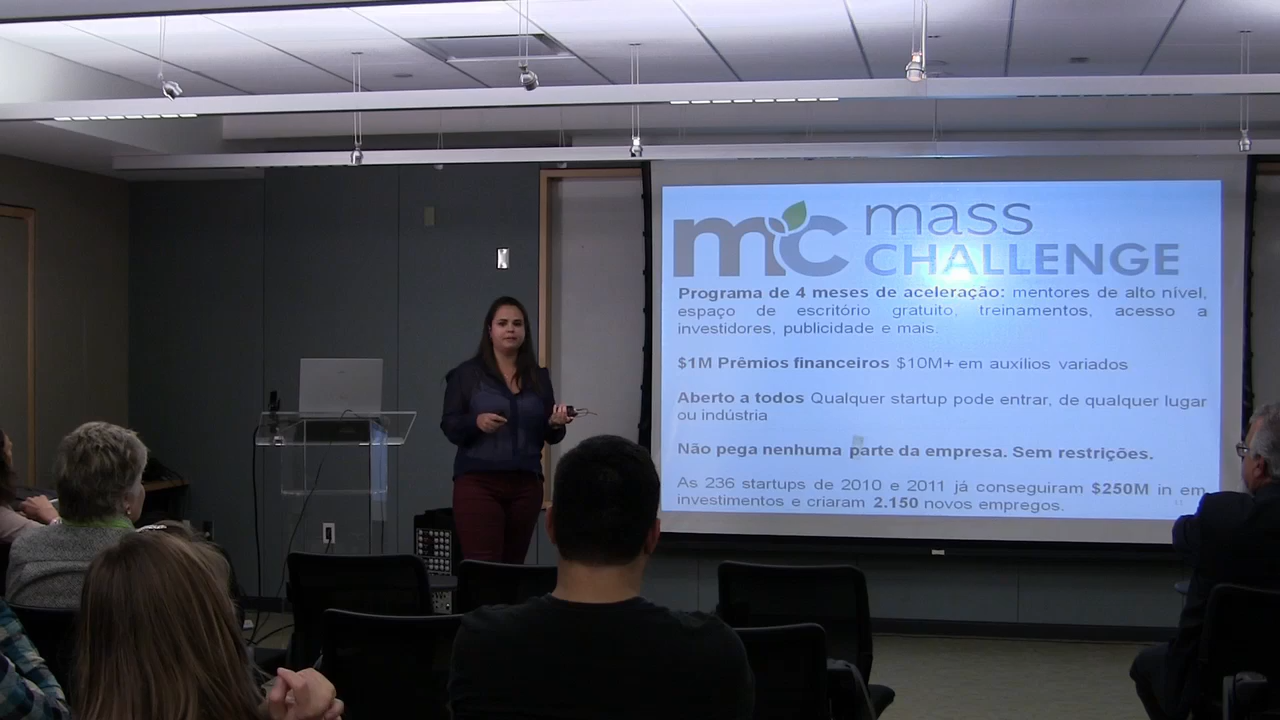 mc mass
CHALLENGE
Programa de 4 meses de aceleração: mentores de alto nível,
espaço de escritório gratuito, treinamentos, acesso a
investidores, publicidade e mais.
$1M Prêmios financeiros $10M+ em auxílios variados
Aberto a todos Qualquer startup pode entrar, de qualquer lugar
ou indústria
Não pega nenhuma parte da empresa. Sem restrições.
As 236 startups de 2010 e 2011 já conseguiram $250M in em
investimentos e criaram 2.150 novos empregos.